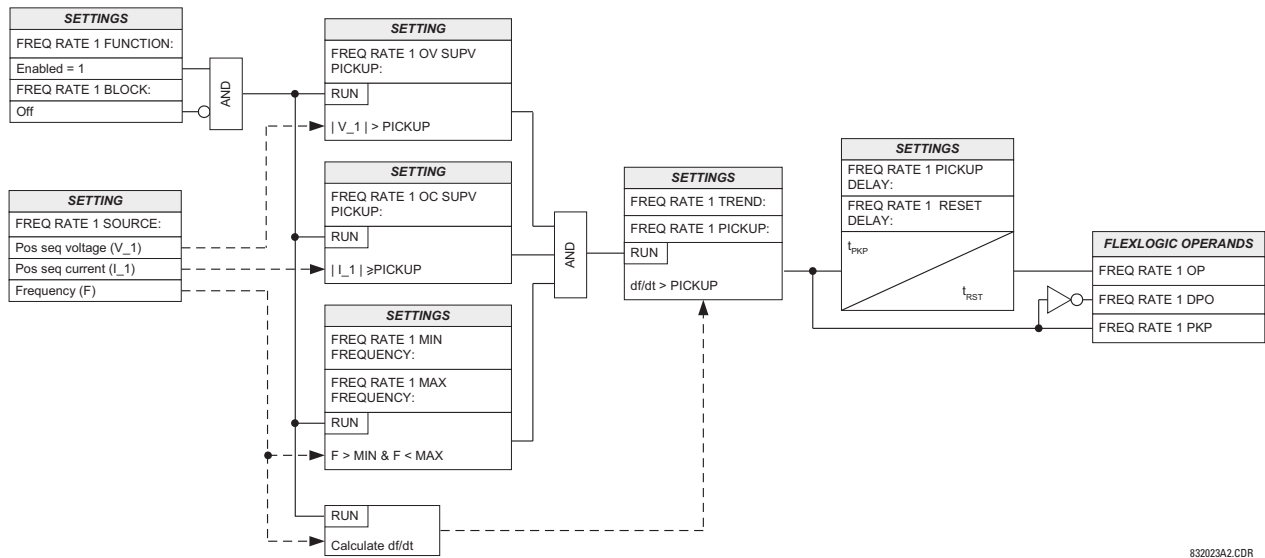 SETTINGS
FREQ RATE 1 FUNCTION:
Enabled = 1
FREQ RATE 1 BLOCK:
Off
AND
SETTING
FREQ RATE 1 SOURCE:
Pos seq voltage (V_1)
Pos seq current (I_1)
Frequency (F)
SETTING
FREQ RATE 1 OV SUPV
PICKUP:
RUN
| V_1 | > PICKUP
SETTING
FREQ RATE 1 OC SUPV
PICKUP:
RUN
| I_1 | ≥PICKUP
SETTINGS
FREQ RATE 1 MIN
FREQUENCY:
FREQ RATE 1 MAX
FREQUENCY:
RUN
F > MIN & F < MAX
RUN
Calculate df/dt
AND
SETTINGS
FREQ RATE 1 TREND:
FREQ RATE 1 PICKUP:
RUN
df/dt > PICKUP
SETTINGS
FREQ RATE 1 PICKUP
DELAY:
FREQ RATE 1 RESET
DELAY:
tPKP
tRST
FLEXLOGIC OPERANDS
FREQ RATE 1 OP
FREQ RATE 1 DPO
FREQ RATE 1 PKP
832023A2.CDR